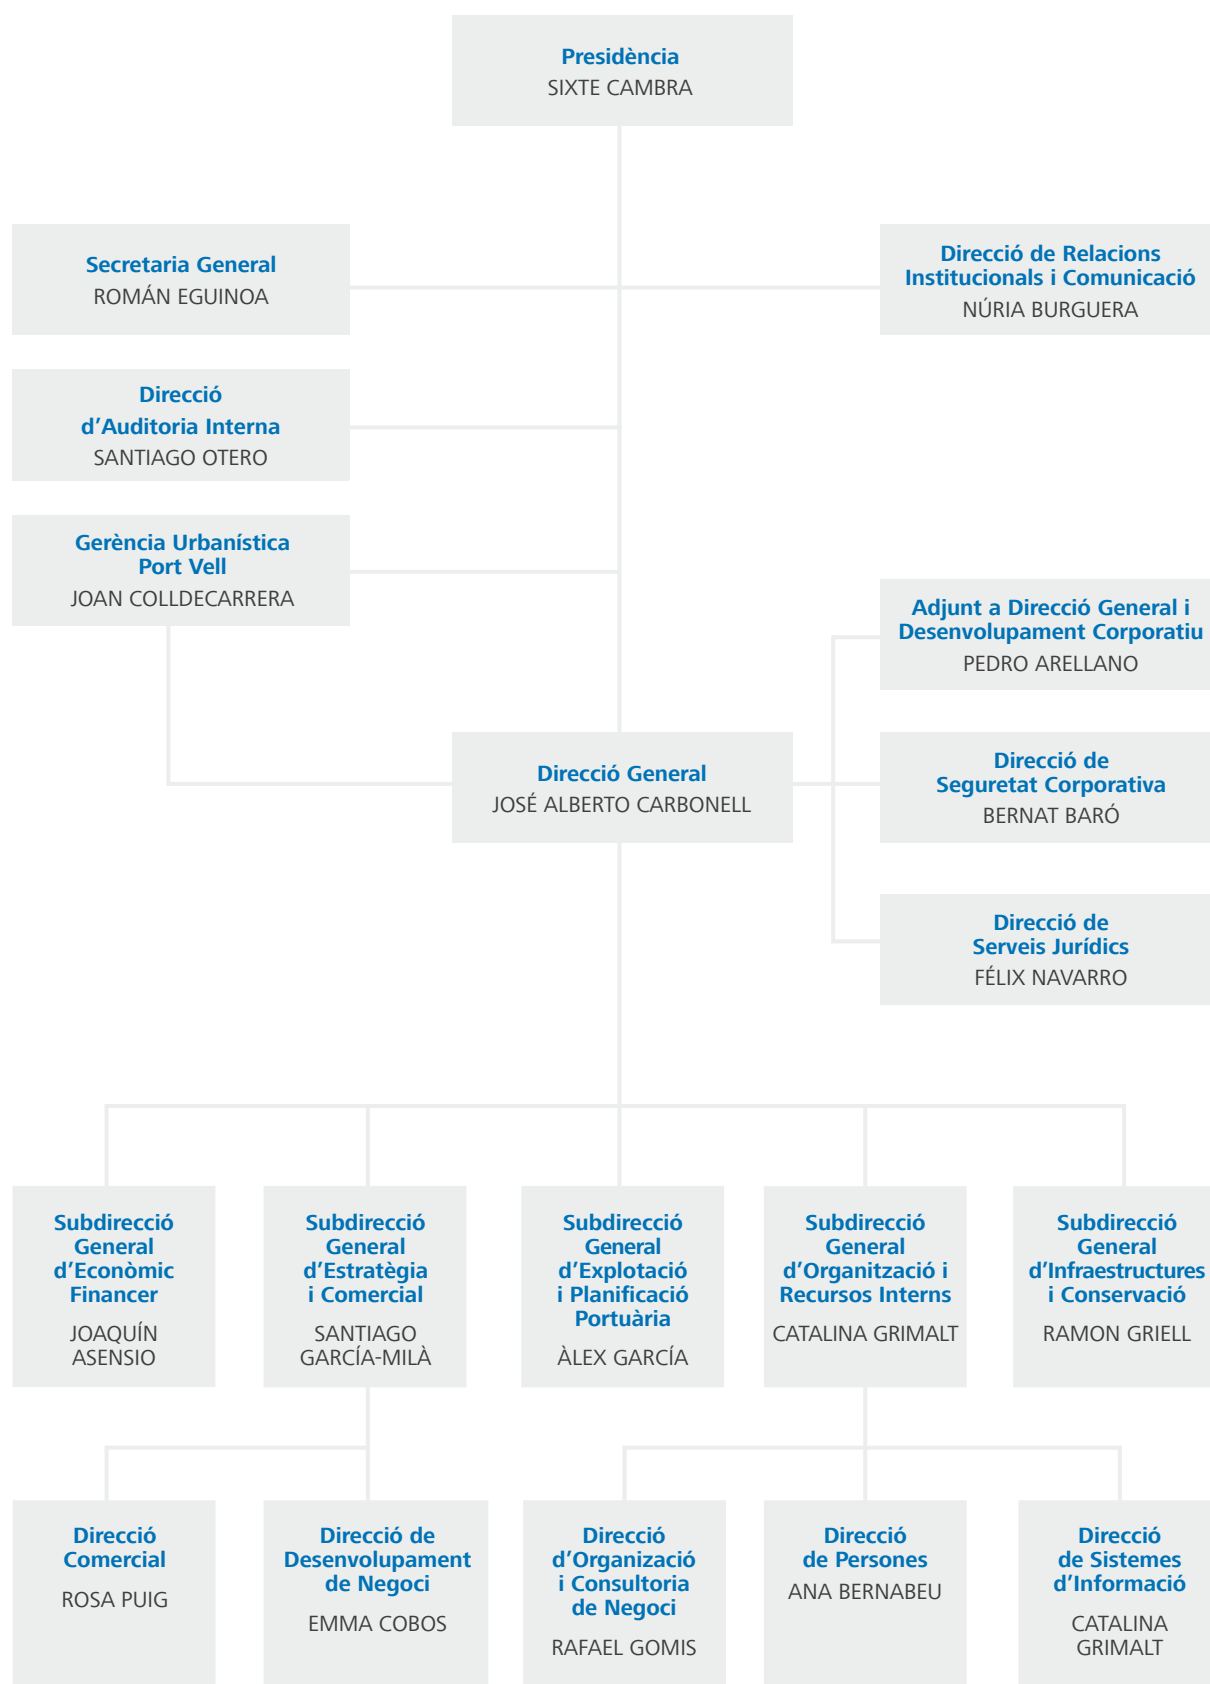 Presidència
SIXTE CAMBRA
Secretaria General
ROMÁN EGUINOA
Direcció de Relacions
Institucionals i Comunicació
NÚRIA BURGUERA
Direcció
d’Auditoria Interna
SANTIAGO OTERO
Gerència Urbanística
Port Vell
JOAN COLLDECARRERA
Adjunt a Direcció General i
Desenvolupament Corporatiu
PEDRO ARELLANO
Direcció General
JOSÉ ALBERTO CARBONELL
Direcció de
Seguretat Corporativa
BERNAT BARÓ
Direcció de
Serveis Jurídics
FÉLIX NAVARRO
Subdirecció
General
d’Econòmic
Financer
JOAQUÍN
ASENSIO
Subdirecció
General
d’Estratègia
i Comercial
SANTIAGO
GARCÍA-MILÀ
Subdirecció
General
d’Explotació
i Planificació
Portuària
ÀLEX GARCÍA
Subdirecció
General
d’Organització i
Recursos Interns
CATALINA GRIMALT
Subdirecció
General
d’Infraestructures
i Conservació
RAMON GRIELL
Direcció
Comercial
ROSA PUIG
Direcció de
Desenvolupament
de Negoci
EMMA COBOS
Direcció
d’Organizació
i Consultoria
de Negoci
RAFAEL GOMIS
Direcció
de Persones
ANA BERNABEU
Direcció
de Sistemes
d’Informació
CATALINA
GRIMALT